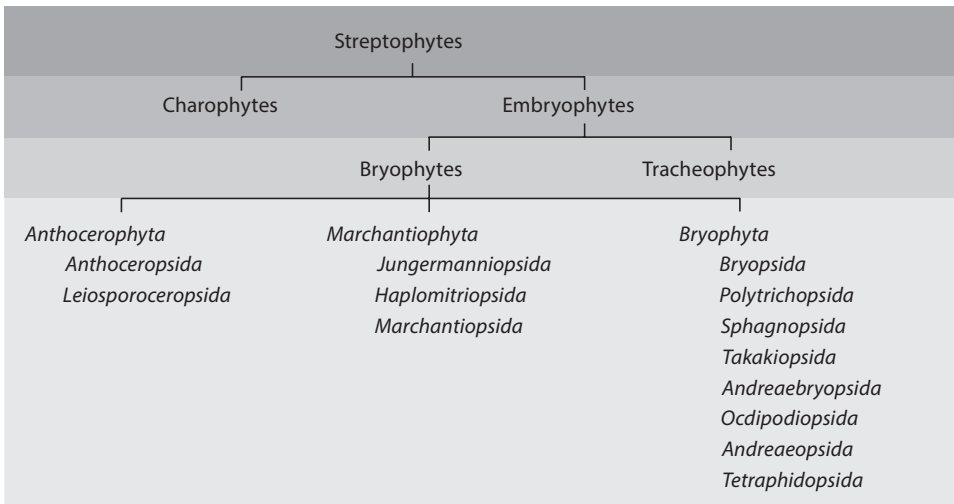 Streptophytes
Charophytes Embryophytes
Bryophytes Tracheophytes
Anthocerophyta Marchantiophyta Bryophyta
Anthoceropsida Jungermanniopsida Bryopsida
Leiosporoceropsida Haplomitriopsida Polytrichopsida
Marchantiopsida Sphagnopsida
Takakiopsida
Andreaebryopsida
Ocdipodiopsida
Andreaeopsida
Tetraphidopsida